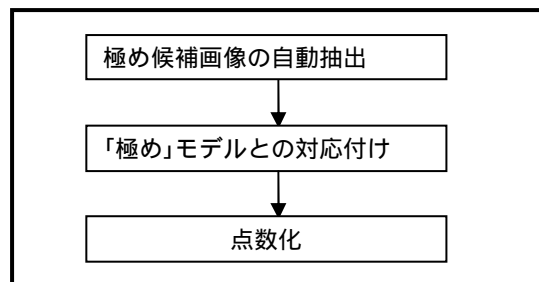 極め候補画像の自動抽出
｢極め｣モデルとの対応付け
点数化